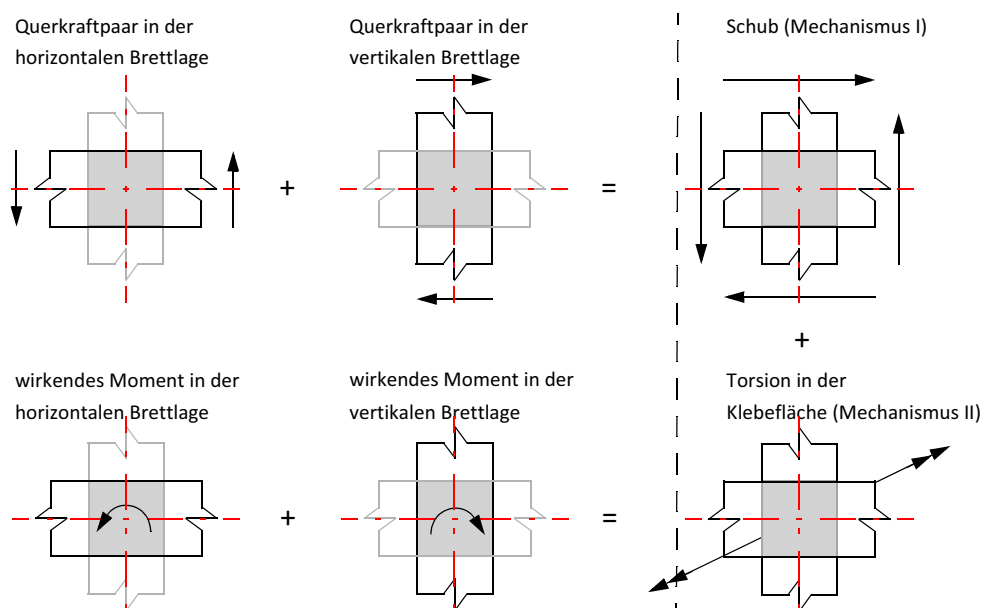 Querkraftpaar in der
horizontalen Brettlage
Querkraftpaar in der
vertikalen Brettlage
Schub (Mechanismus I)
+
=
+
wirkendes Moment in der
horizontalen Brettlage
wirkendes Moment in der
vertikalen Brettlage
Torsion in der
Klebefläche (Mechanismus II)
+
=